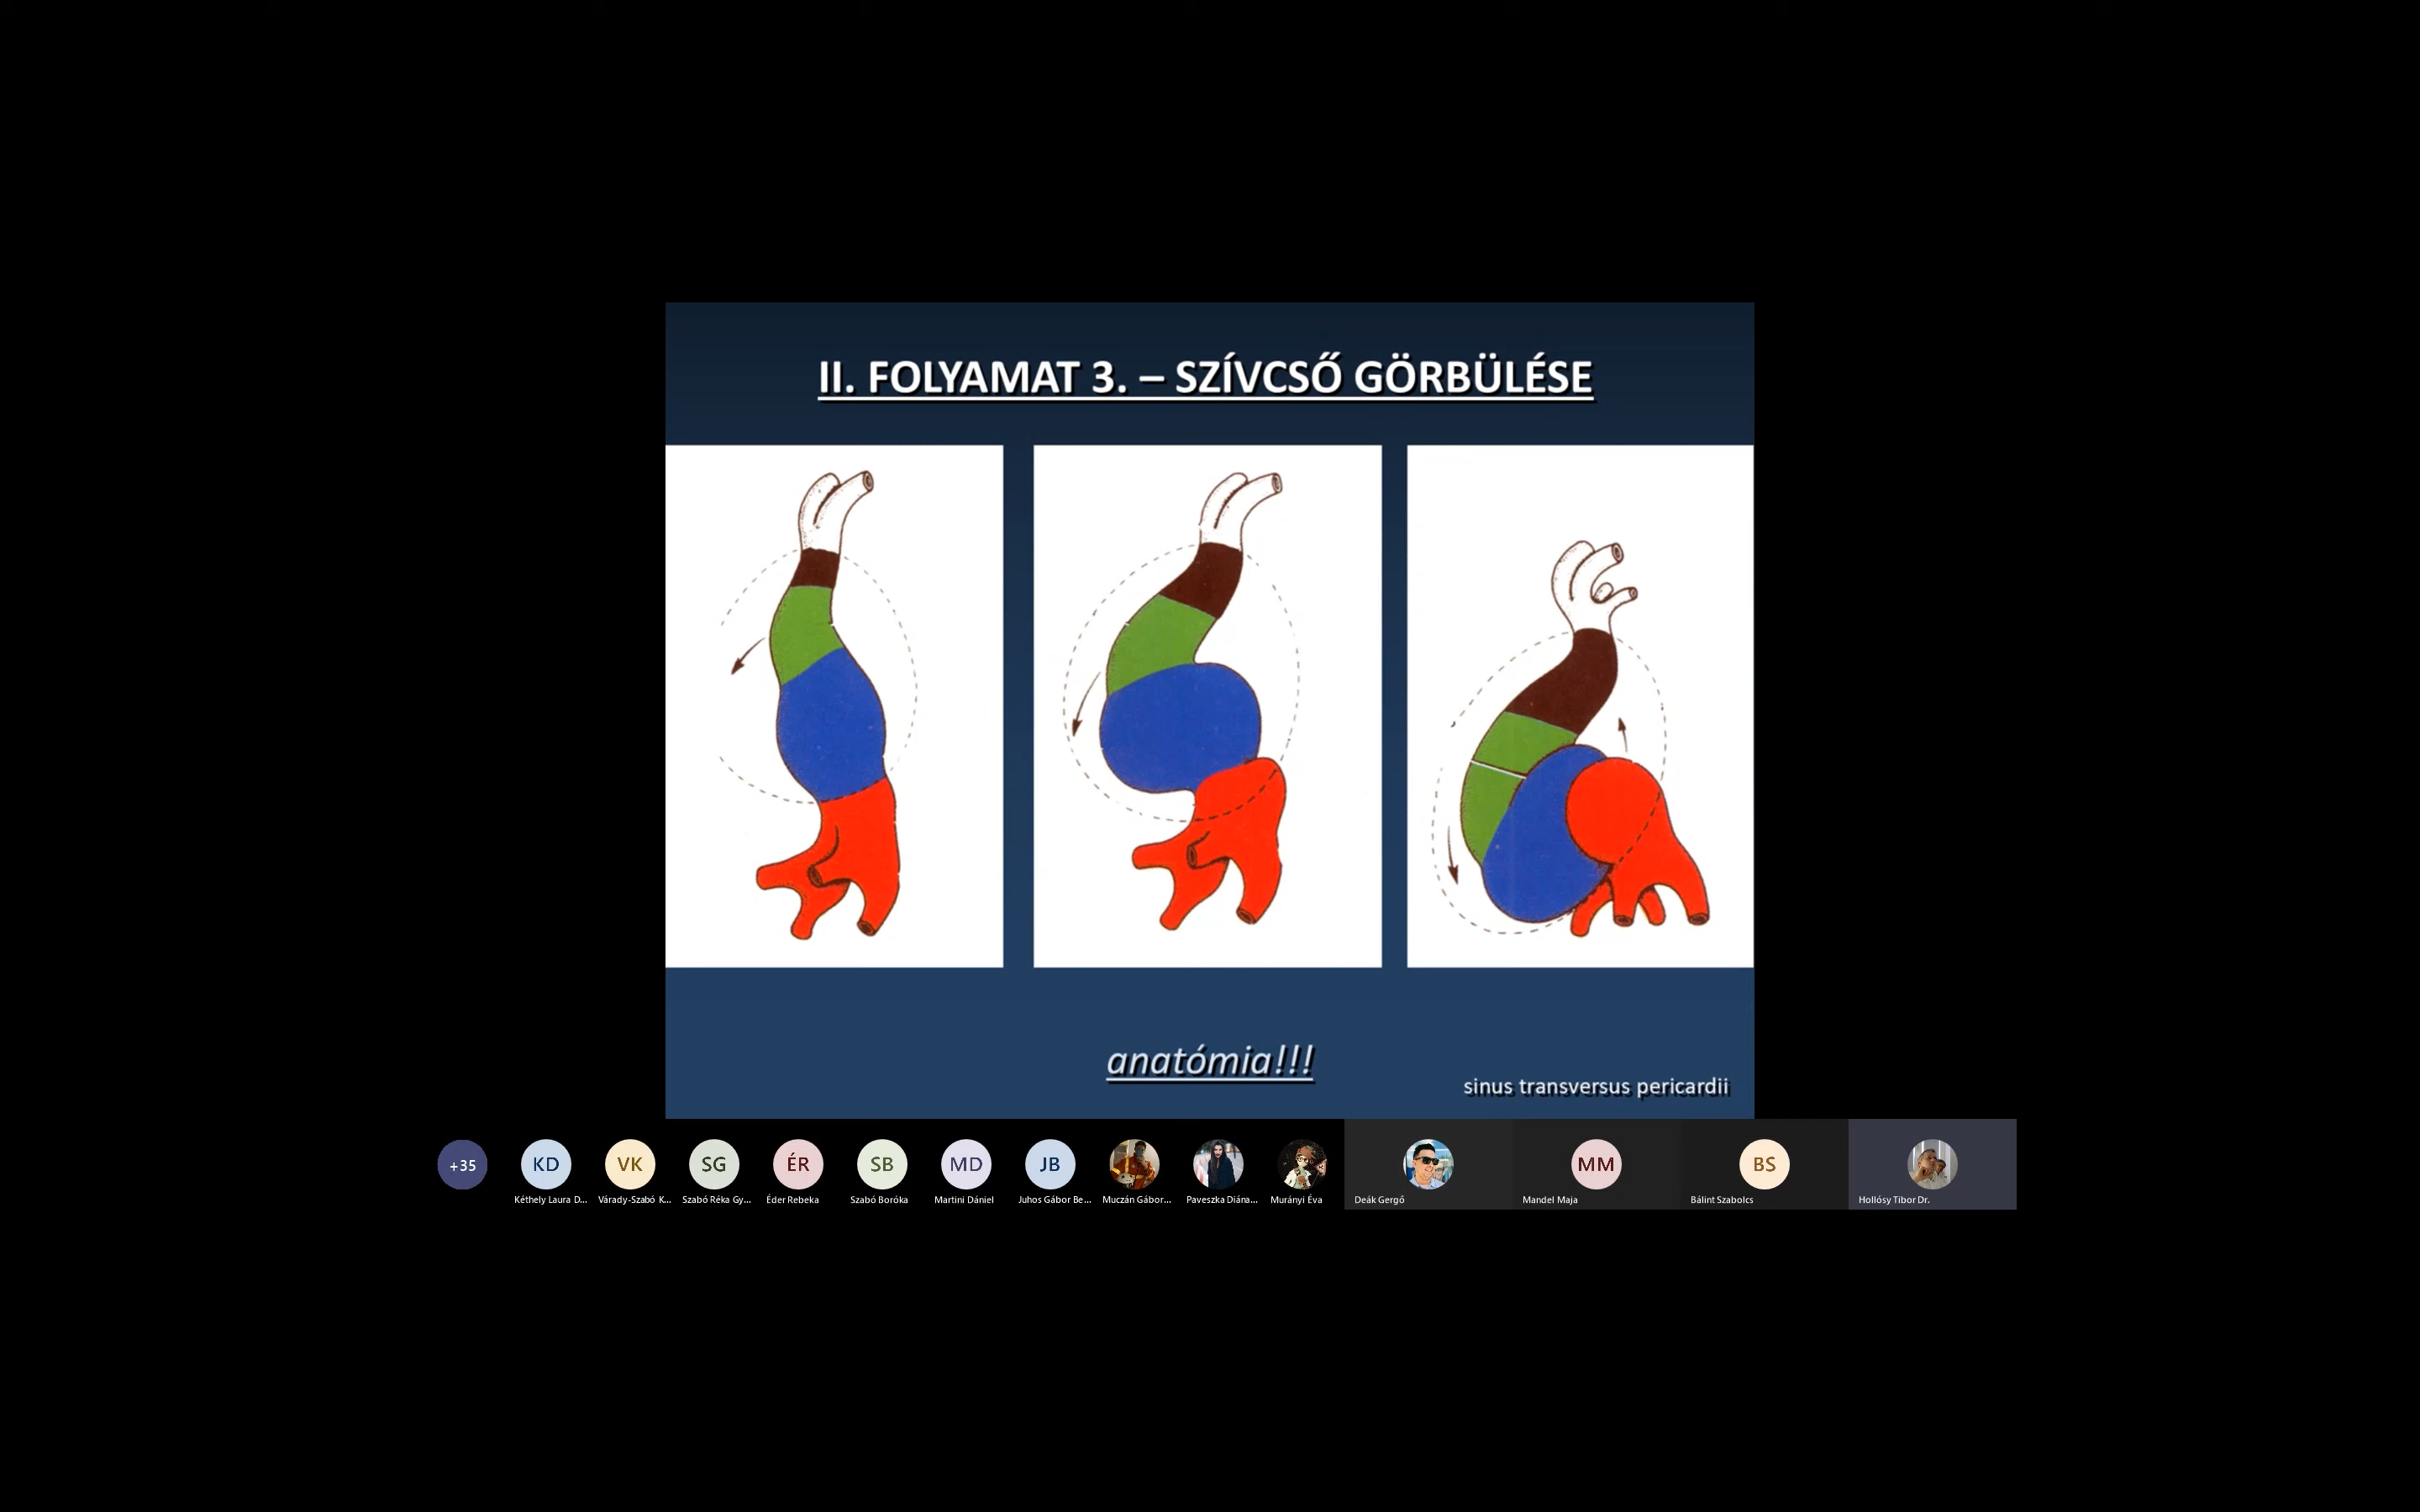 II. FOLYAMAT 3. – SZÍVCSŐ GÖRBÜLÉSE
anatómia!!!
sinus transversus pericardii
+35
KD
VK
SG
ÉR
SB
MD
JB
MM
BS
Kéthely Laura D...
Várady-Szabó K...
Szabó Réka Gy...
Éder Rebeka
Szabó Boróka
Martini Dániel
Juhos Gábor Be...
Muczán Gábor...
Paveszka Diána...
Murányi Éva
Deák Gergő
Mandel Maja
Bálint Szabolcs
Hollósy Tibor Dr.